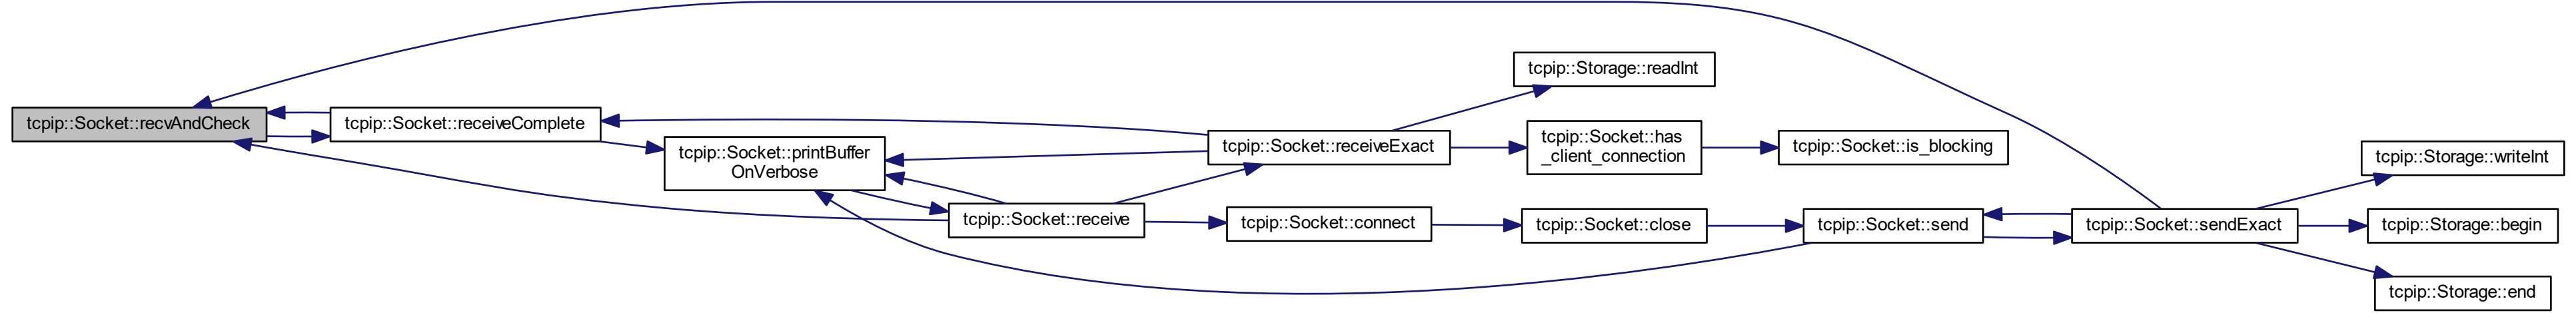 tcpip::Socket::recvAndCheck
tcpip::Socket::receiveComplete
tcpip::Socket::printBuffer
OnVerbose
tcpip::Socket::receive
tcpip::Socket::receiveExact
tcpip::Socket::connect
tcpip::Storage::readInt
tcpip::Socket::has
_client_connection
tcpip::Socket::close
tcpip::Socket::is_blocking
tcpip::Socket::send
tcpip::Socket::sendExact
tcpip::Storage::writeInt
tcpip::Storage::begin
tcpip::Storage::end